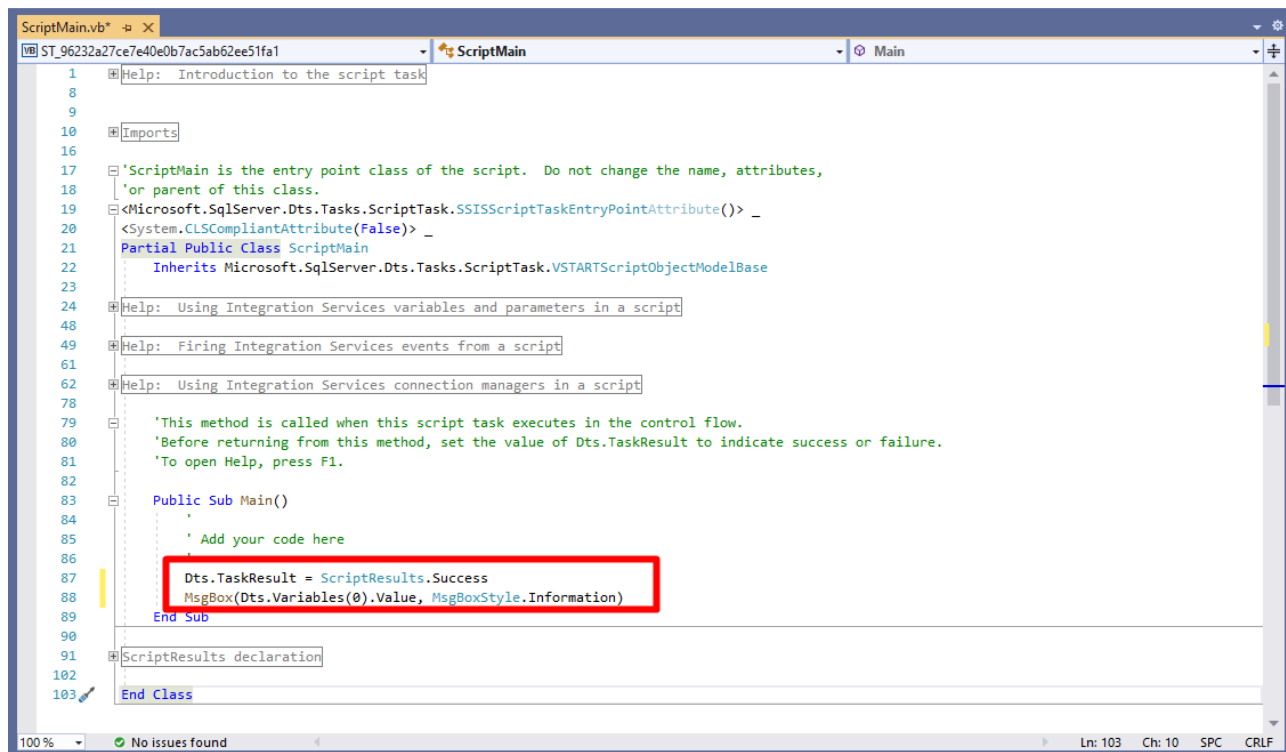 ScriptMain.vb*
VB ST_96232a27ce7e40e0b7ac5ab62ee51fa1 ScriptMain Main
1 Help: Introduction to the script task
8
9
10 Imports
16
17 'ScriptMain is the entry point class of the script. Do not change the name, attributes,
18 'or parent of this class.
19 <Microsoft.SqlServer.Dts.Tasks.ScriptTask.SSISScriptTaskEntryPointAttribute()> _
20 <System.CLSCompliantAttribute(False)> _
21 Partial Public Class ScriptMain
22 Inherits Microsoft.SqlServer.Dts.Tasks.ScriptTask.VSTARTScriptObjectModelBase
23
24 Help: Using Integration Services variables and parameters in a script
48
49 Help: Firing Integration Services events from a script
61
62 Help: Using Integration Services connection managers in a script
78
79 'This method is called when this script task executes in the control flow.
80 'Before returning from this method, set the value of Dts.TaskResult to indicate success or failure.
81 'To open Help, press F1.
82
83 Public Sub Main()
84 '
85 ' Add your code here
86 '
87 Dts.TaskResult = ScriptResults.Success
88 MsgBox(Dts.Variables(0).Value, MsgBoxStyle.Information)
89 End Sub
90
91 ScriptResults declaration
102
103 End Class
100 % No issues found Ln: 103 Ch: 10 SPC CRLF